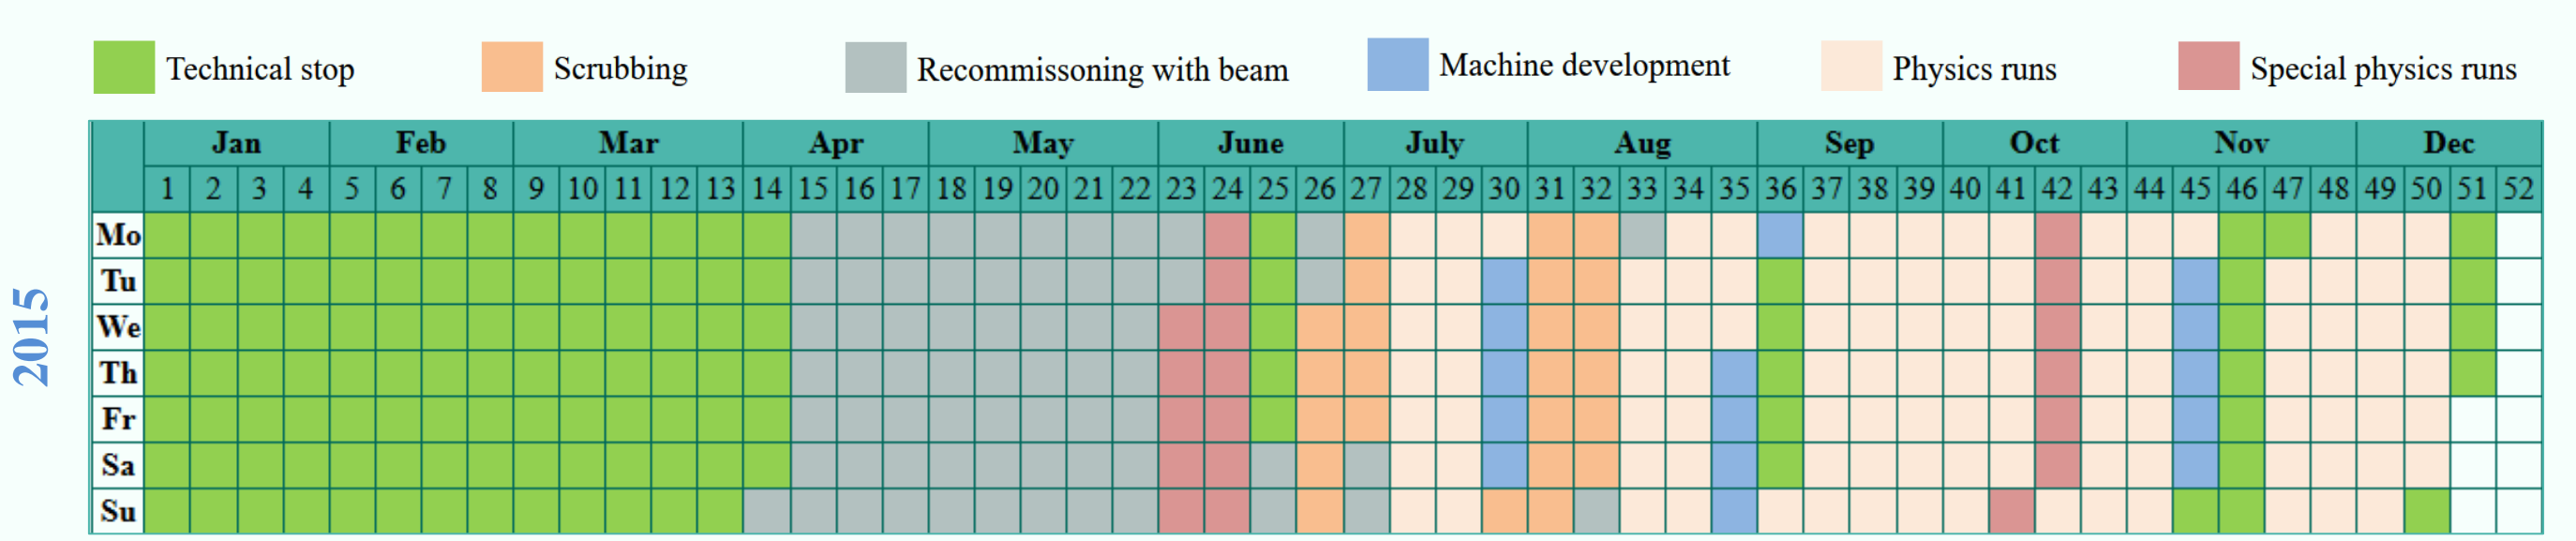 Technical stop Scrubbing Recommissoning with beam Machine development Physics runs Special physics runs
Jan Feb Mar Apr May June July Aug Sep Oct Nov Dec
1 2 3 4 5 6 7 8 9 10 11 12 13 14 15 16 17 18 19 20 21 22 23 24 25 26 27 28 29 30 31 32 33 34 35 36 37 38 39 40 41 42 43 44 45 46 47 48 49 50 51 52
Mo
Tu
We
Th
Fr
Sa
Su
2015